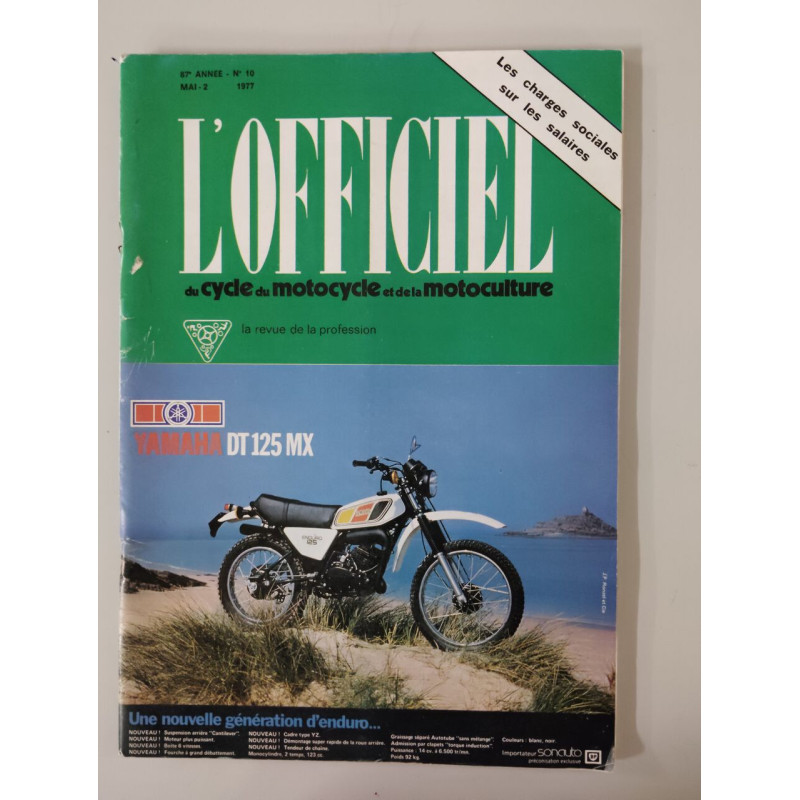 87e ANNEE - N° 10
MAI - 2 1977
Les charges sociales
sur les salaires
L'OFFICIEL
du cycle du motocycle et de la motoculture
la revue de la profession
YAMAHA DT 125 MX
ENDURO
125
Une nouvelle génération d'enduro...
NOUVEAU ! Suspension arrière "Cantilever".
NOUVEAU ! Moteur plus puissant.
NOUVEAU ! Boîte 6 vitesses.
NOUVEAU ! Fourche à grand débattement.
NOUVEAU ! Cadre type YZ.
NOUVEAU ! Démontage super rapide de la roue arrière.
NOUVEAU ! Tendeur de chaîne.
Monocylindre, 2 temps, 123 cc.
Graissage séparé Autolube "sans mélange".
Admission par clapets "torque induction".
Puissance : 14 cv. à 6.500 tr/mn.
Poids 92 kg.
Couleurs : blanc, noir.
Importateur sonauto
préconisation exclusive